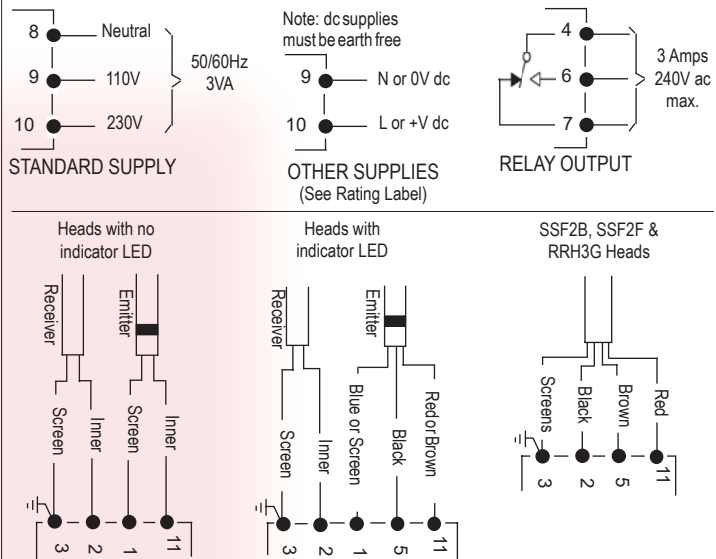 8
Neutral
9
110V
10
230V
50/60Hz
3VA
STANDARD SUPPLY
Note: dc supplies
must be earth free
9
N or 0V dc
10
L or +V dc
OTHER SUPPLIES
(See Rating Label)
4
6
7
3 Amps
240V ac
max.
RELAY OUTPUT
Heads with no
indicator LED
Receiver
Emitter
Screen
Inner
Screen
Inner
3
2
1
11
Heads with
indicator LED
Receiver
Emitter
Screen
Inner
Blue or Screen
Black
Red or Brown
3
2
1
5
11
SSF2B, SSF2F &
RRH3G Heads
Screens
Black
Brown
Red
3
2
5
11